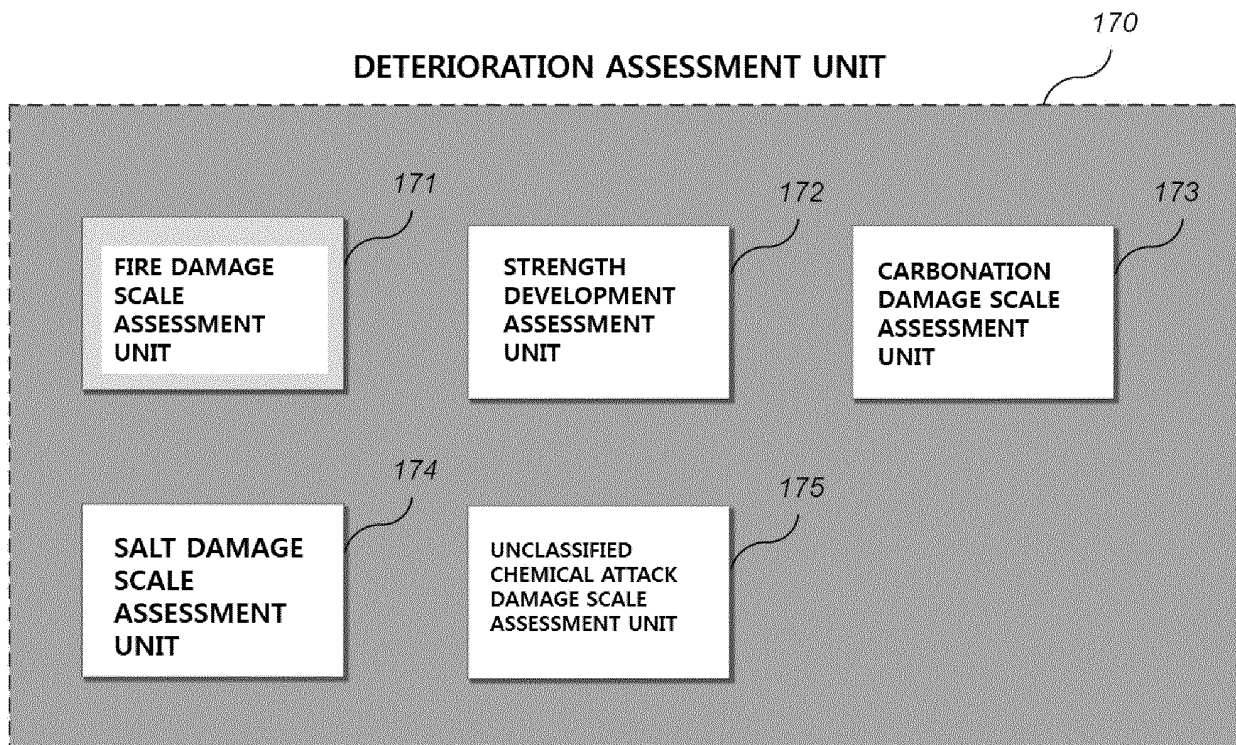 170
DETERIORATION ASSESSMENT UNIT
171
172
173
FIRE DAMAGE
SCALE
ASSESSMENT
UNIT
STRENGTH
DEVELOPMENT
ASSESSMENT
UNIT
CARBONATION
DAMAGE SCALE
ASSESSMENT
UNIT
174
175
SALT DAMAGE
SCALE
ASSESSMENT
UNIT
UNCLASSIFIED
CHEMICAL ATTACK
DAMAGE SCALE
ASSESSMENT UNIT